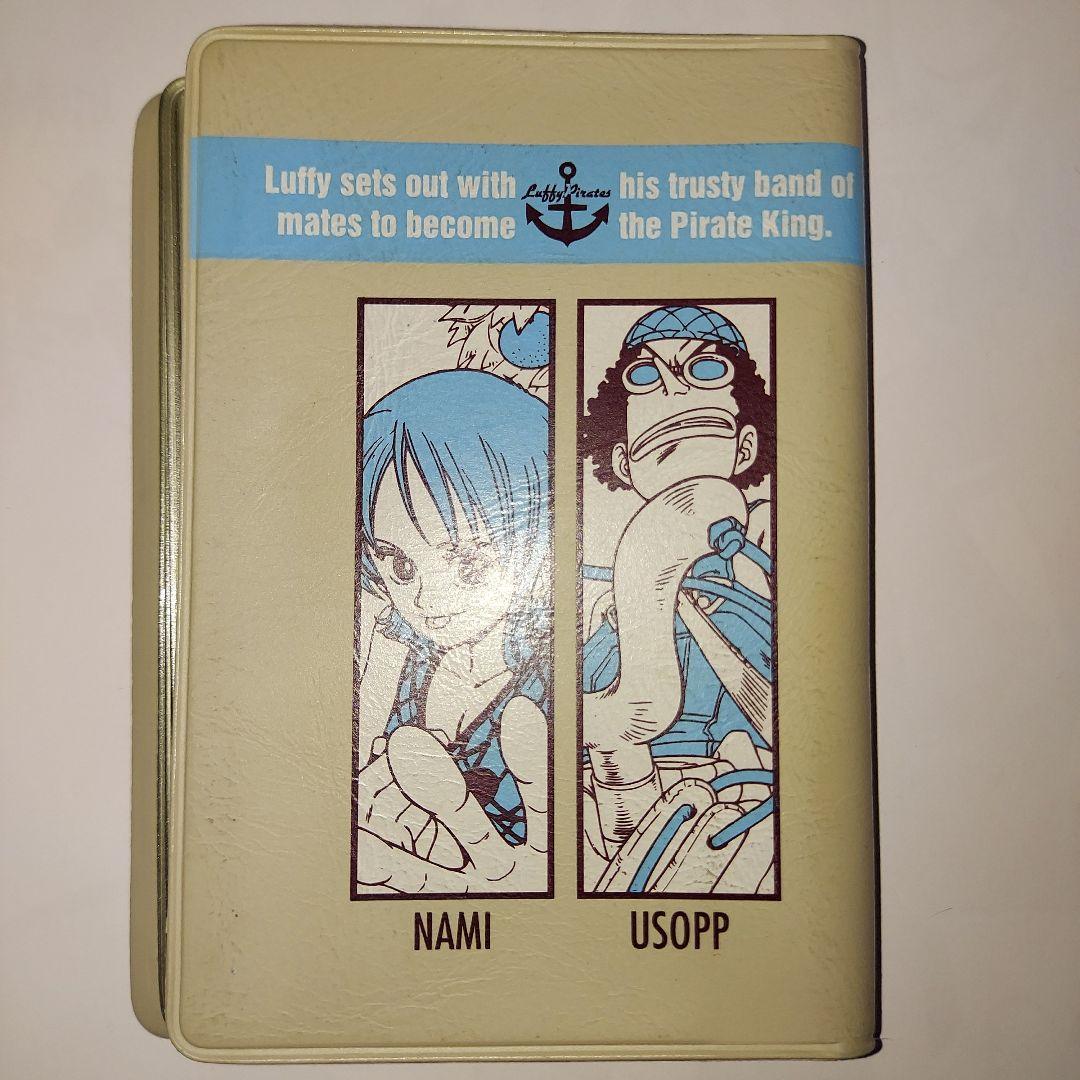 Luffy sets out with his trusty band of
mates to become the Pirate King.
Luffy Pirates
NAMI
USOPP